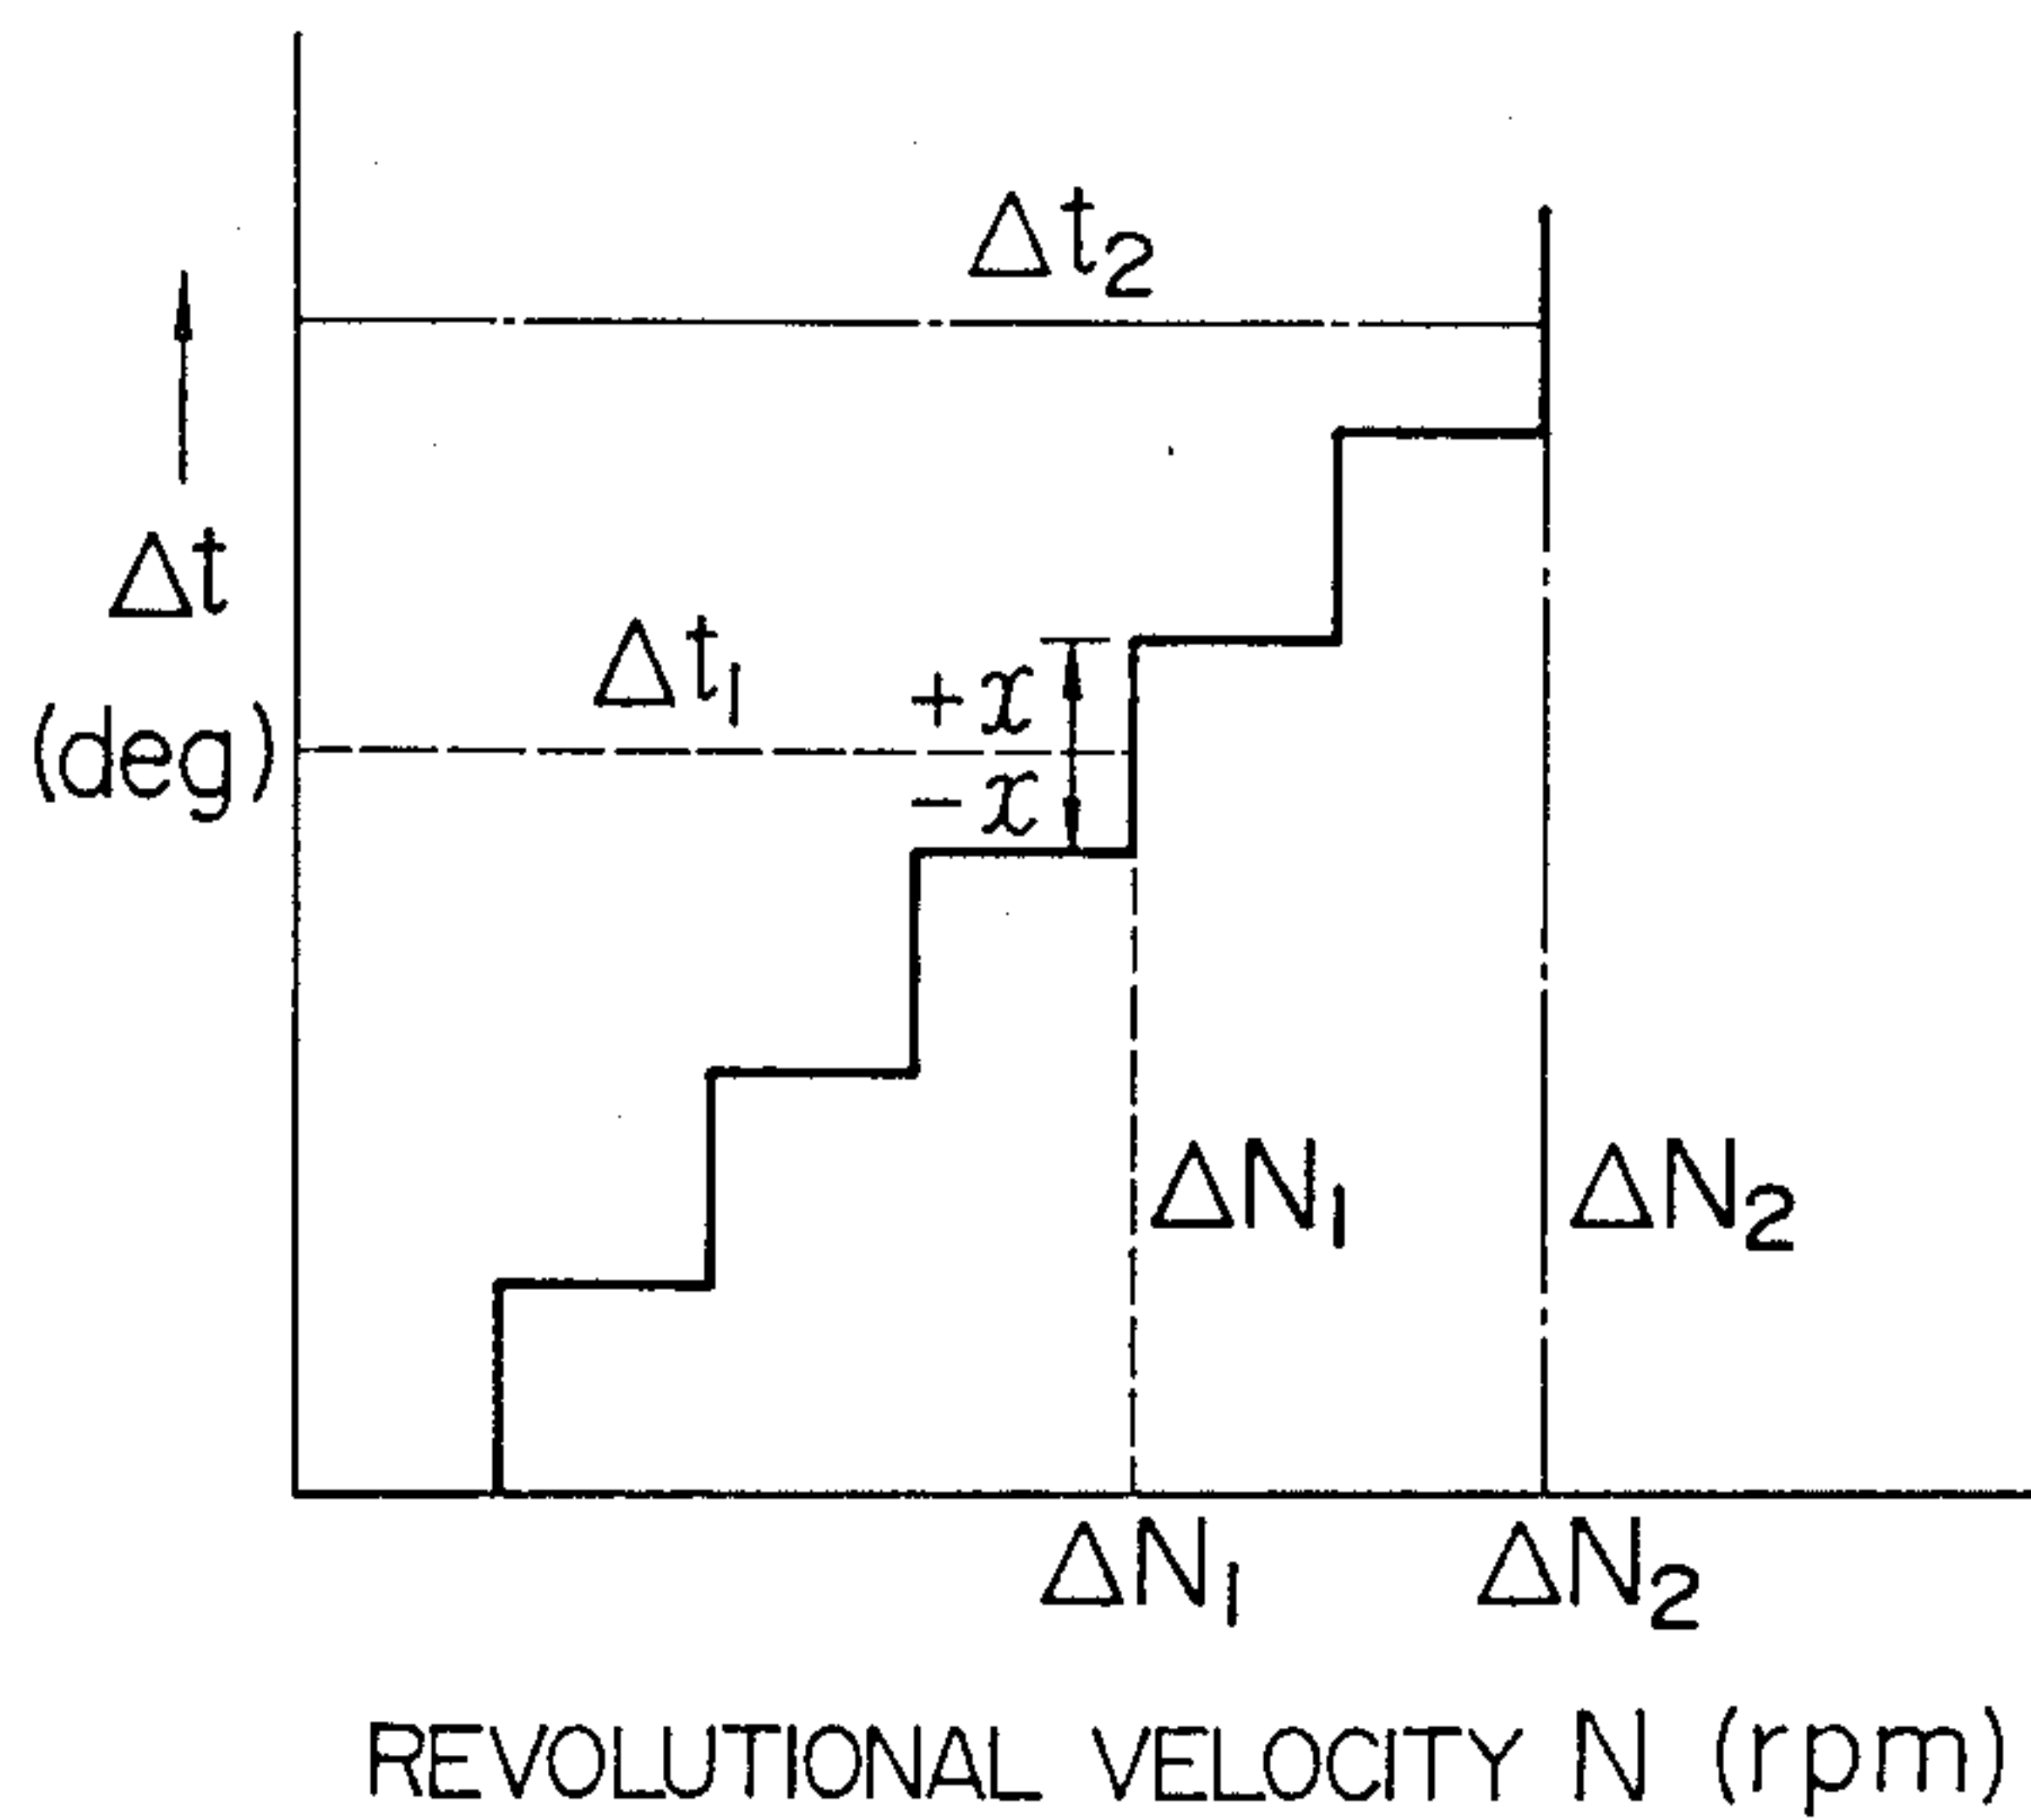 Δt₂
Δt
(deg)
Δt₁
+x
−x
ΔN₁
ΔN₂
ΔN₁
ΔN₂
REVOLUTIONAL VELOCITY N (rpm)